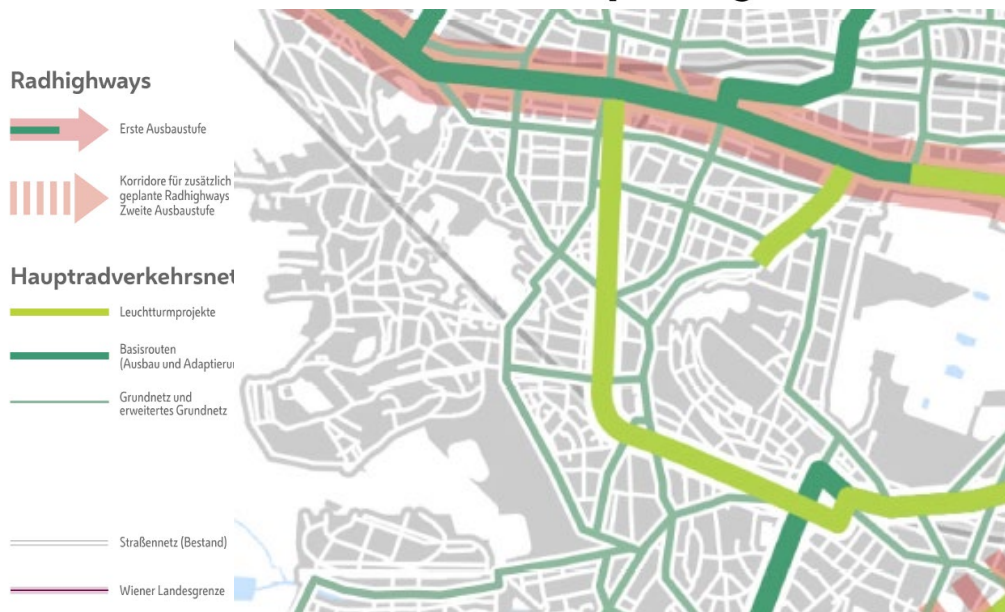 Radhighways
Erste Ausbaustufe
Korridore für zusätzlich
geplante Radhighways
Zweite Ausbaustufe
Hauptradverkehrsnet
Leuchtturmprojekte
Basisrouten
(Ausbau und Adaptieru
Grundnetz und
erweitertes Grundnetz
Straßennetz (Bestand)
Wiener Landesgrenze